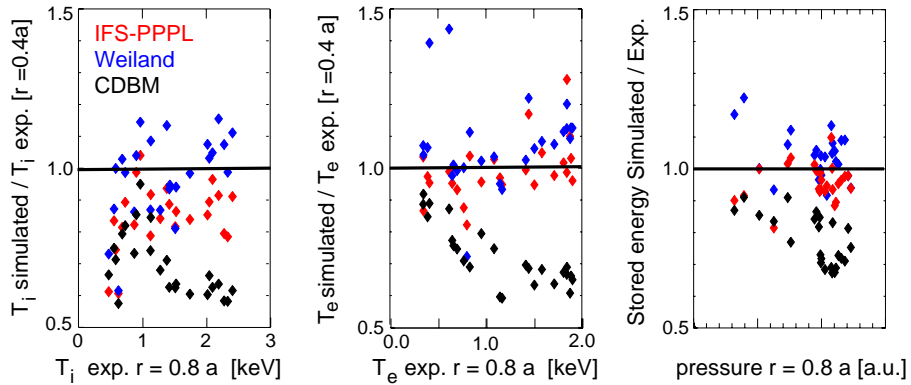 T_i simulated / T_i exp. [r =0.4a]
1.5
1.0
0.5
IFS-PPPL
Weiland
CDBM
0 1 2 3
T_i exp. r = 0.8 a [keV]
T_e simulated / T_e exp. [r =0.4 a]
1.5
1.0
0.5
0.0 1.0 2.0
T_e exp. r = 0.8 a [keV]
Stored energy Simulated / Exp.
1.5
1.0
0.5
pressure r = 0.8 a [a.u.]